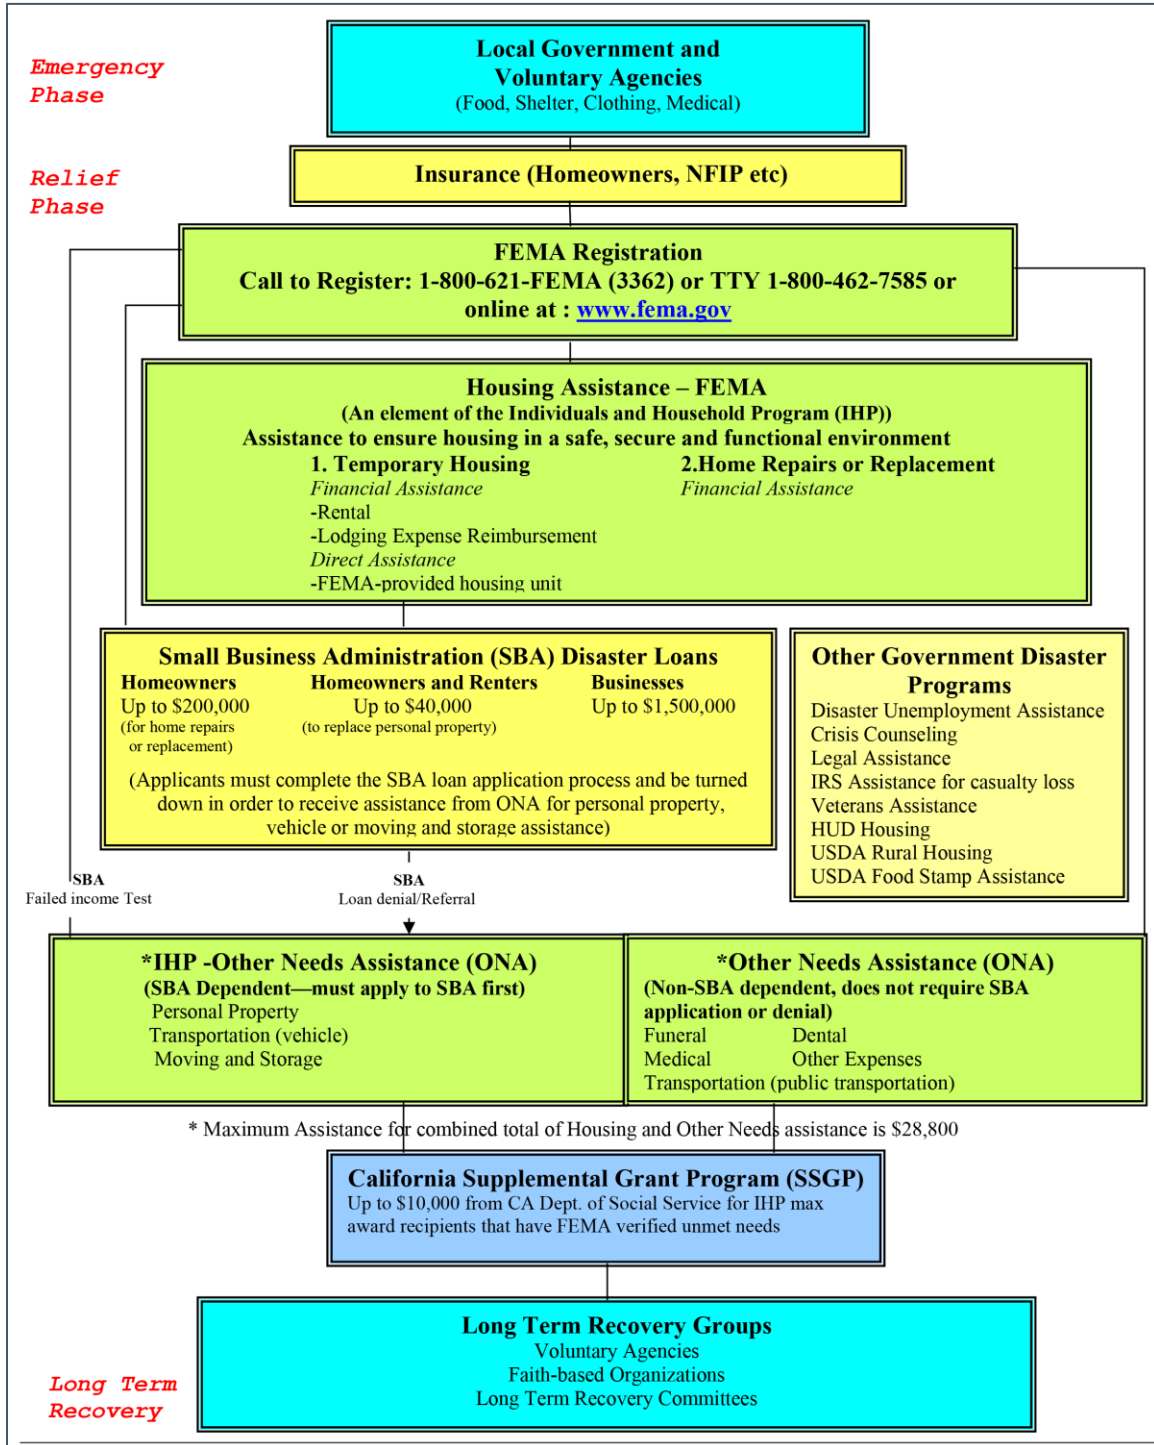 Emergency
Phase
Local Government and
Voluntary Agencies
(Food, Shelter, Clothing, Medical)
Relief
Phase
Insurance (Homeowners, NFIP etc)
FEMA Registration
Call to Register: 1-800-621-FEMA (3362) or TTY 1-800-462-7585 or
online at : www.fema.gov
Housing Assistance – FEMA
(An element of the Individuals and Household Program (IHP))
Assistance to ensure housing in a safe, secure and functional environment
1. Temporary Housing
Financial Assistance
-Rental
-Lodging Expense Reimbursement
Direct Assistance
-FEMA-provided housing unit
2.Home Repairs or Replacement
Financial Assistance
Small Business Administration (SBA) Disaster Loans
Homeowners
Up to $200,000
(for home repairs
or replacement)
Homeowners and Renters
Up to $40,000
(to replace personal property)
Businesses
Up to $1,500,000
(Applicants must complete the SBA loan application process and be turned
down in order to receive assistance from ONA for personal property,
vehicle or moving and storage assistance)
Other Government Disaster
Programs
Disaster Unemployment Assistance
Crisis Counseling
Legal Assistance
IRS Assistance for casualty loss
Veterans Assistance
HUD Housing
USDA Rural Housing
USDA Food Stamp Assistance
SBA
Failed income Test
SBA
Loan denial/Referral
*IHP -Other Needs Assistance (ONA)
(SBA Dependent—must apply to SBA first)
Personal Property
Transportation (vehicle)
Moving and Storage
*Other Needs Assistance (ONA)
(Non-SBA dependent, does not require SBA
application or denial)
Funeral Dental
Medical Other Expenses
Transportation (public transportation)
* Maximum Assistance for combined total of Housing and Other Needs assistance is $28,800
California Supplemental Grant Program (SSGP)
Up to $10,000 from CA Dept. of Social Service for IHP max
award recipients that have FEMA verified unmet needs
Long Term Recovery Groups
Voluntary Agencies
Faith-based Organizations
Long Term Recovery Committees
Long Term
Recovery